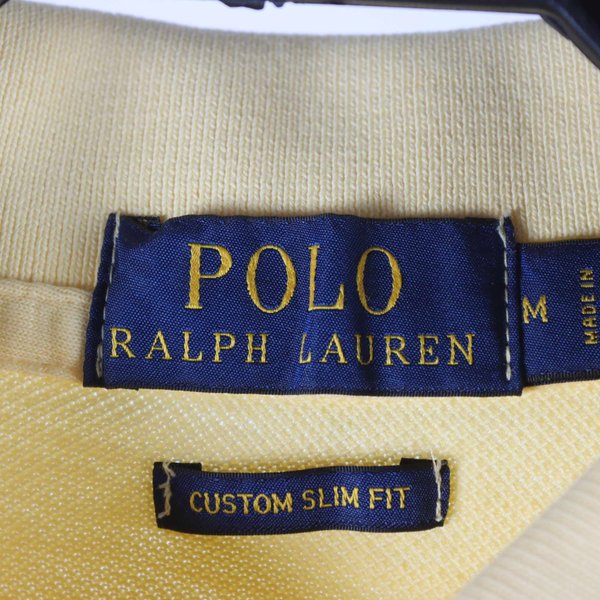 POLO
RALPH LAUREN
M
MADE IN
CUSTOM SLIM FIT